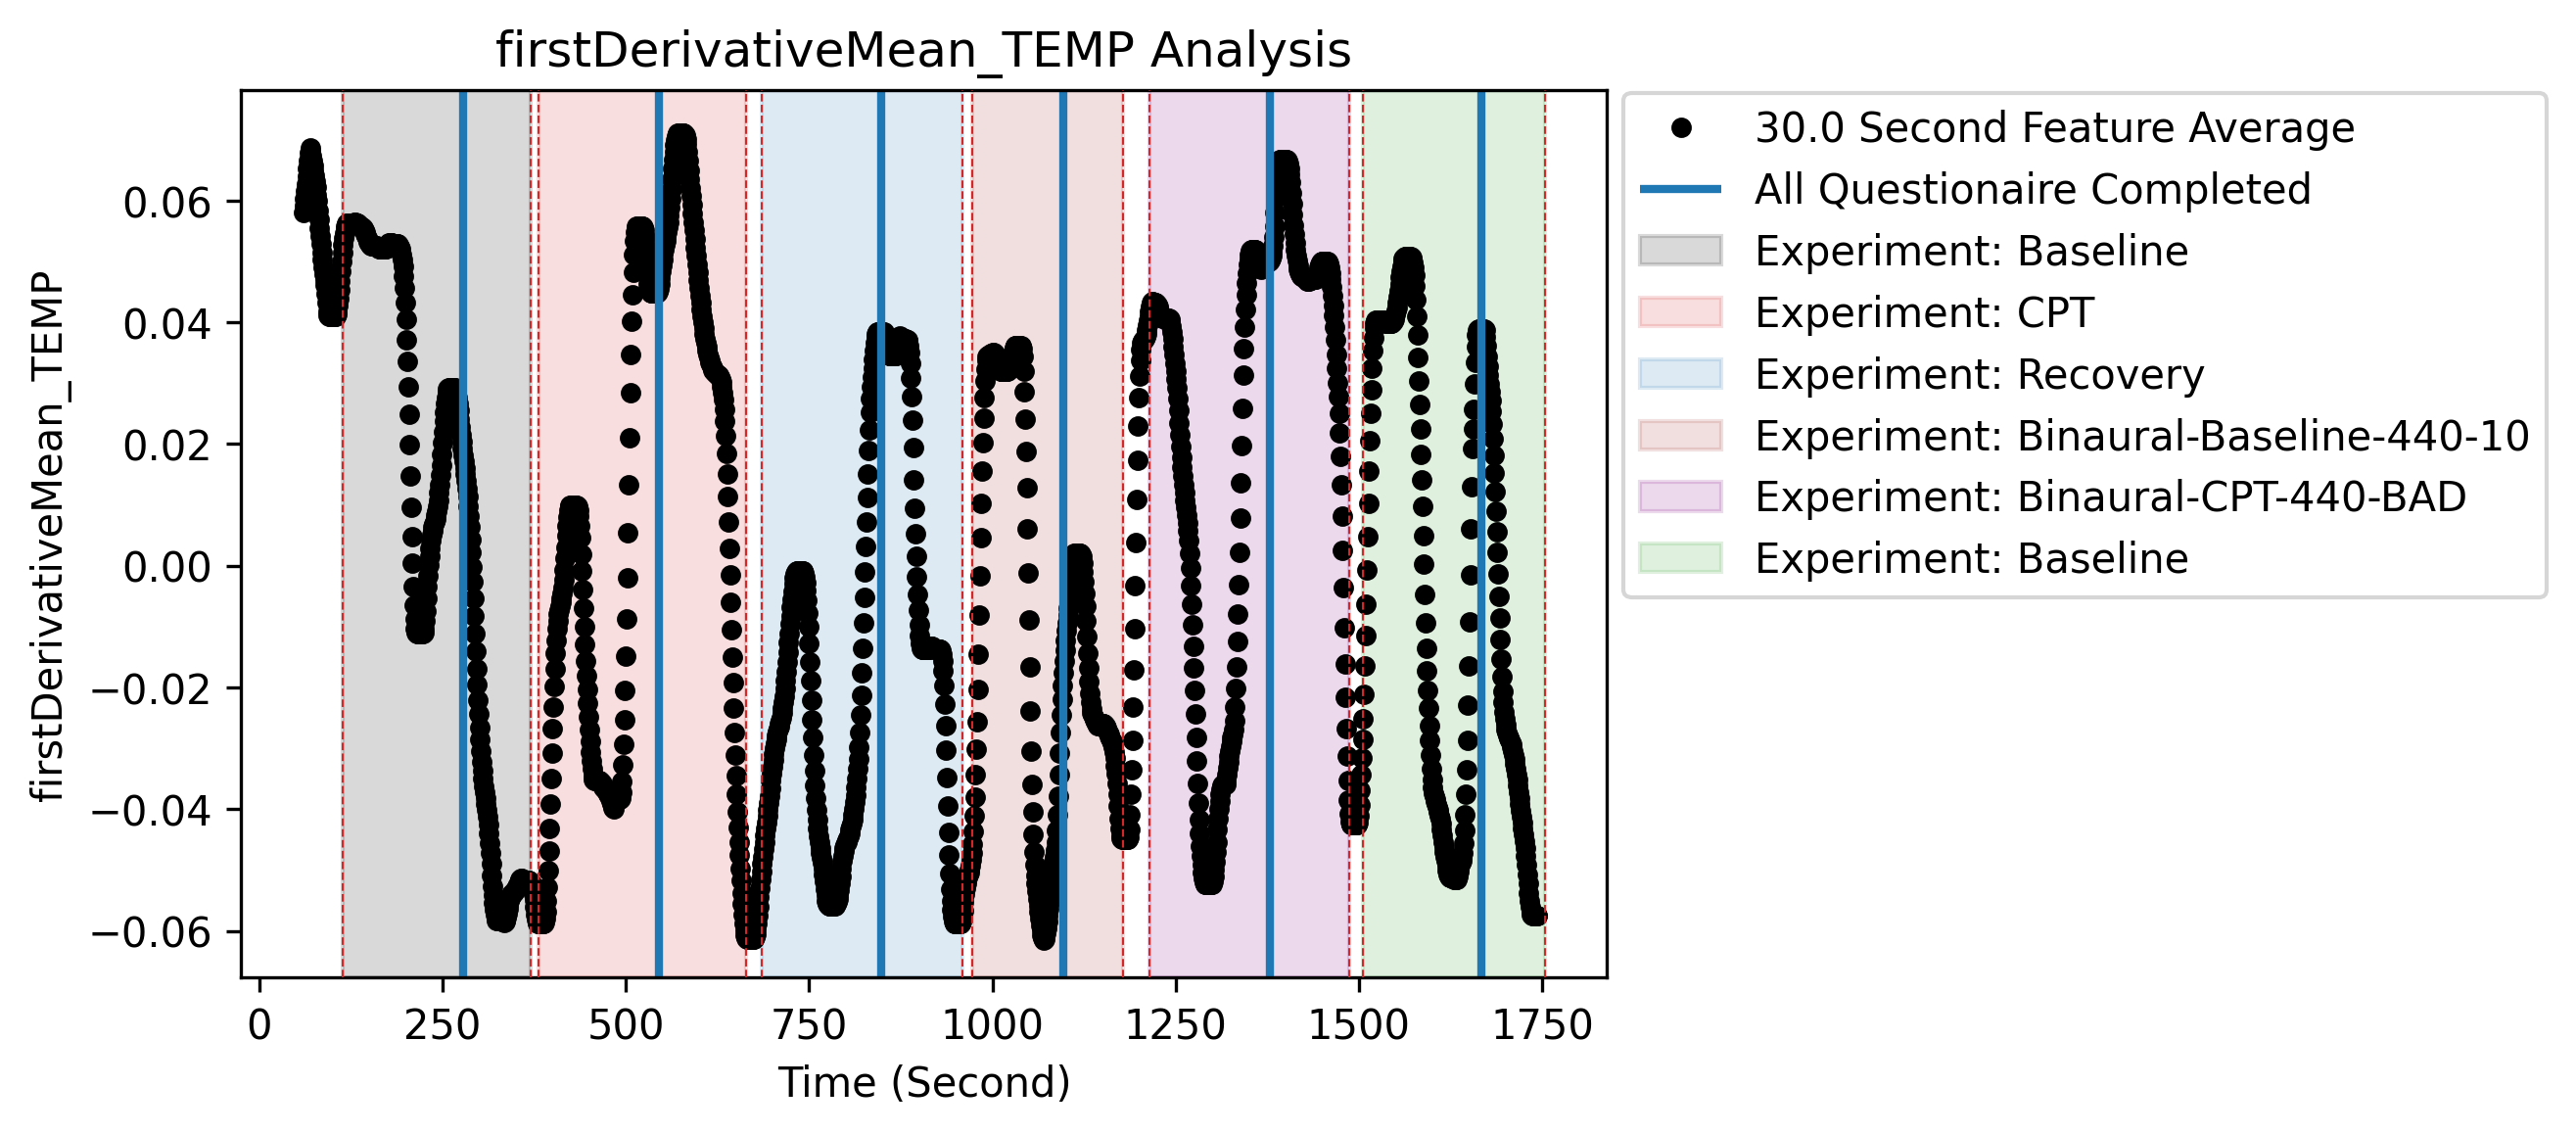 firstDerivativeMean_TEMP Analysis
firstDerivativeMean_TEMP
0.06
0.04
0.02
0.00
−0.02
−0.04
−0.06
0
250
500
750
1000
1250
1500
1750
Time (Second)
30.0 Second Feature Average
All Questionaire Completed
Experiment: Baseline
Experiment: CPT
Experiment: Recovery
Experiment: Binaural-Baseline-440-10
Experiment: Binaural-CPT-440-BAD
Experiment: Baseline